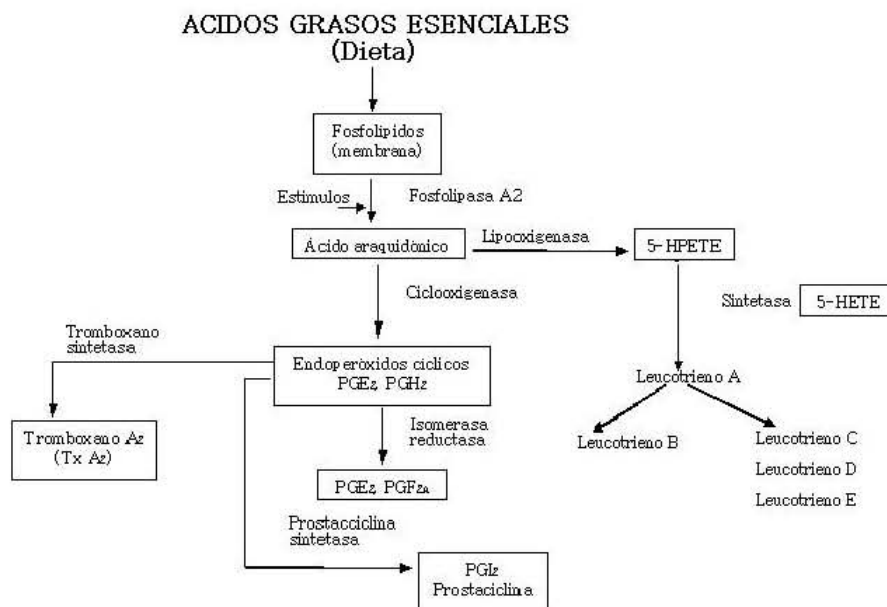 ACIDOS GRASOS ESENCIALES
(Dieta)
Fosfolípidos
(membrana)
Estímulos
Fosfolipasa A2
Ácido araquidónico
Lipooxigenasa
5-HPETE
Ciclooxigenasa
Sintetasa
5-HETE
Tromboxano
sintetasa
Endoperóxidos cíclicos
PGE2, PGH2
Leucotrieno A
Tromboxano A2
(Tx A2)
Isomerasa
reductasa
Leucotrieno B
Leucotrieno C
Leucotrieno D
Leucotrieno E
PGE2, PGF2α
Prostacciclina
sintetasa
PGI2
Prostaciclina